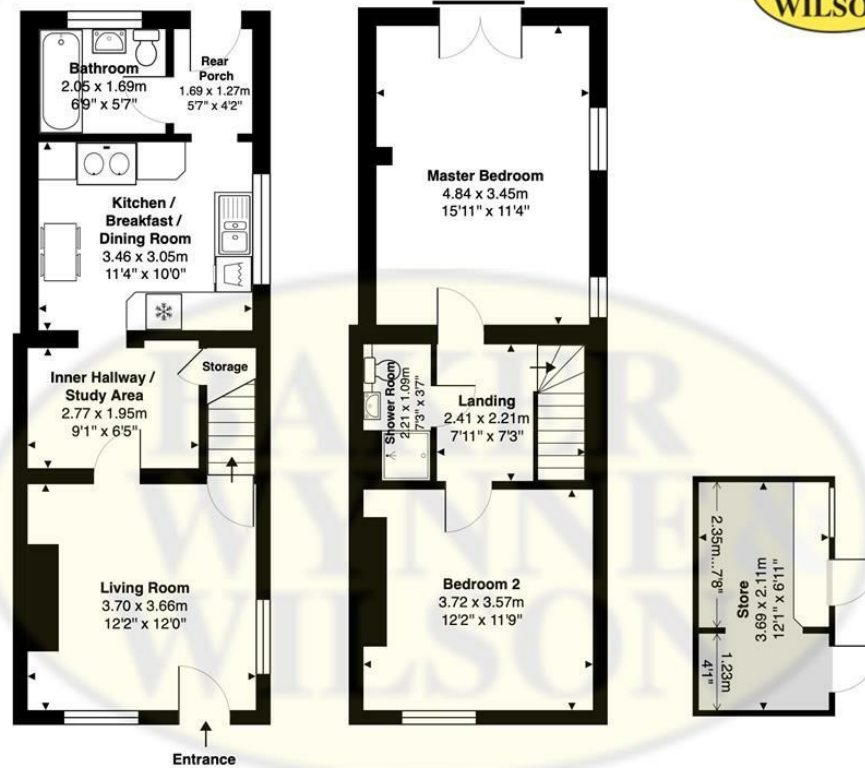 WILSO
Bathroom
2.05 x 1.69m
6'9" x 5'7"
Rear
Porch
1.69 x 1.27m
5'7" x 4'2"
Kitchen /
Breakfast /
Dining Room
3.46 x 3.05m
11'4" x 10'0"
Inner Hallway /
Study Area
2.77 x 1.95m
9'1" x 6'5"
Storage
Living Room
3.70 x 3.66m
12'2" x 12'0"
Entrance
Master Bedroom
4.84 x 3.45m
15'11" x 11'4"
Shower Room
2.21 x 1.09m
7'3" x 3'7"
Landing
2.41 x 2.21m
7'11" x 7'3"
Bedroom 2
3.72 x 3.57m
12'2" x 11'9"
2.35m....7'8"
Store
3.69 x 2.11m
12'1" x 6'11"
1.23m
4'1"
BAKER
WYNNE &
WILSON